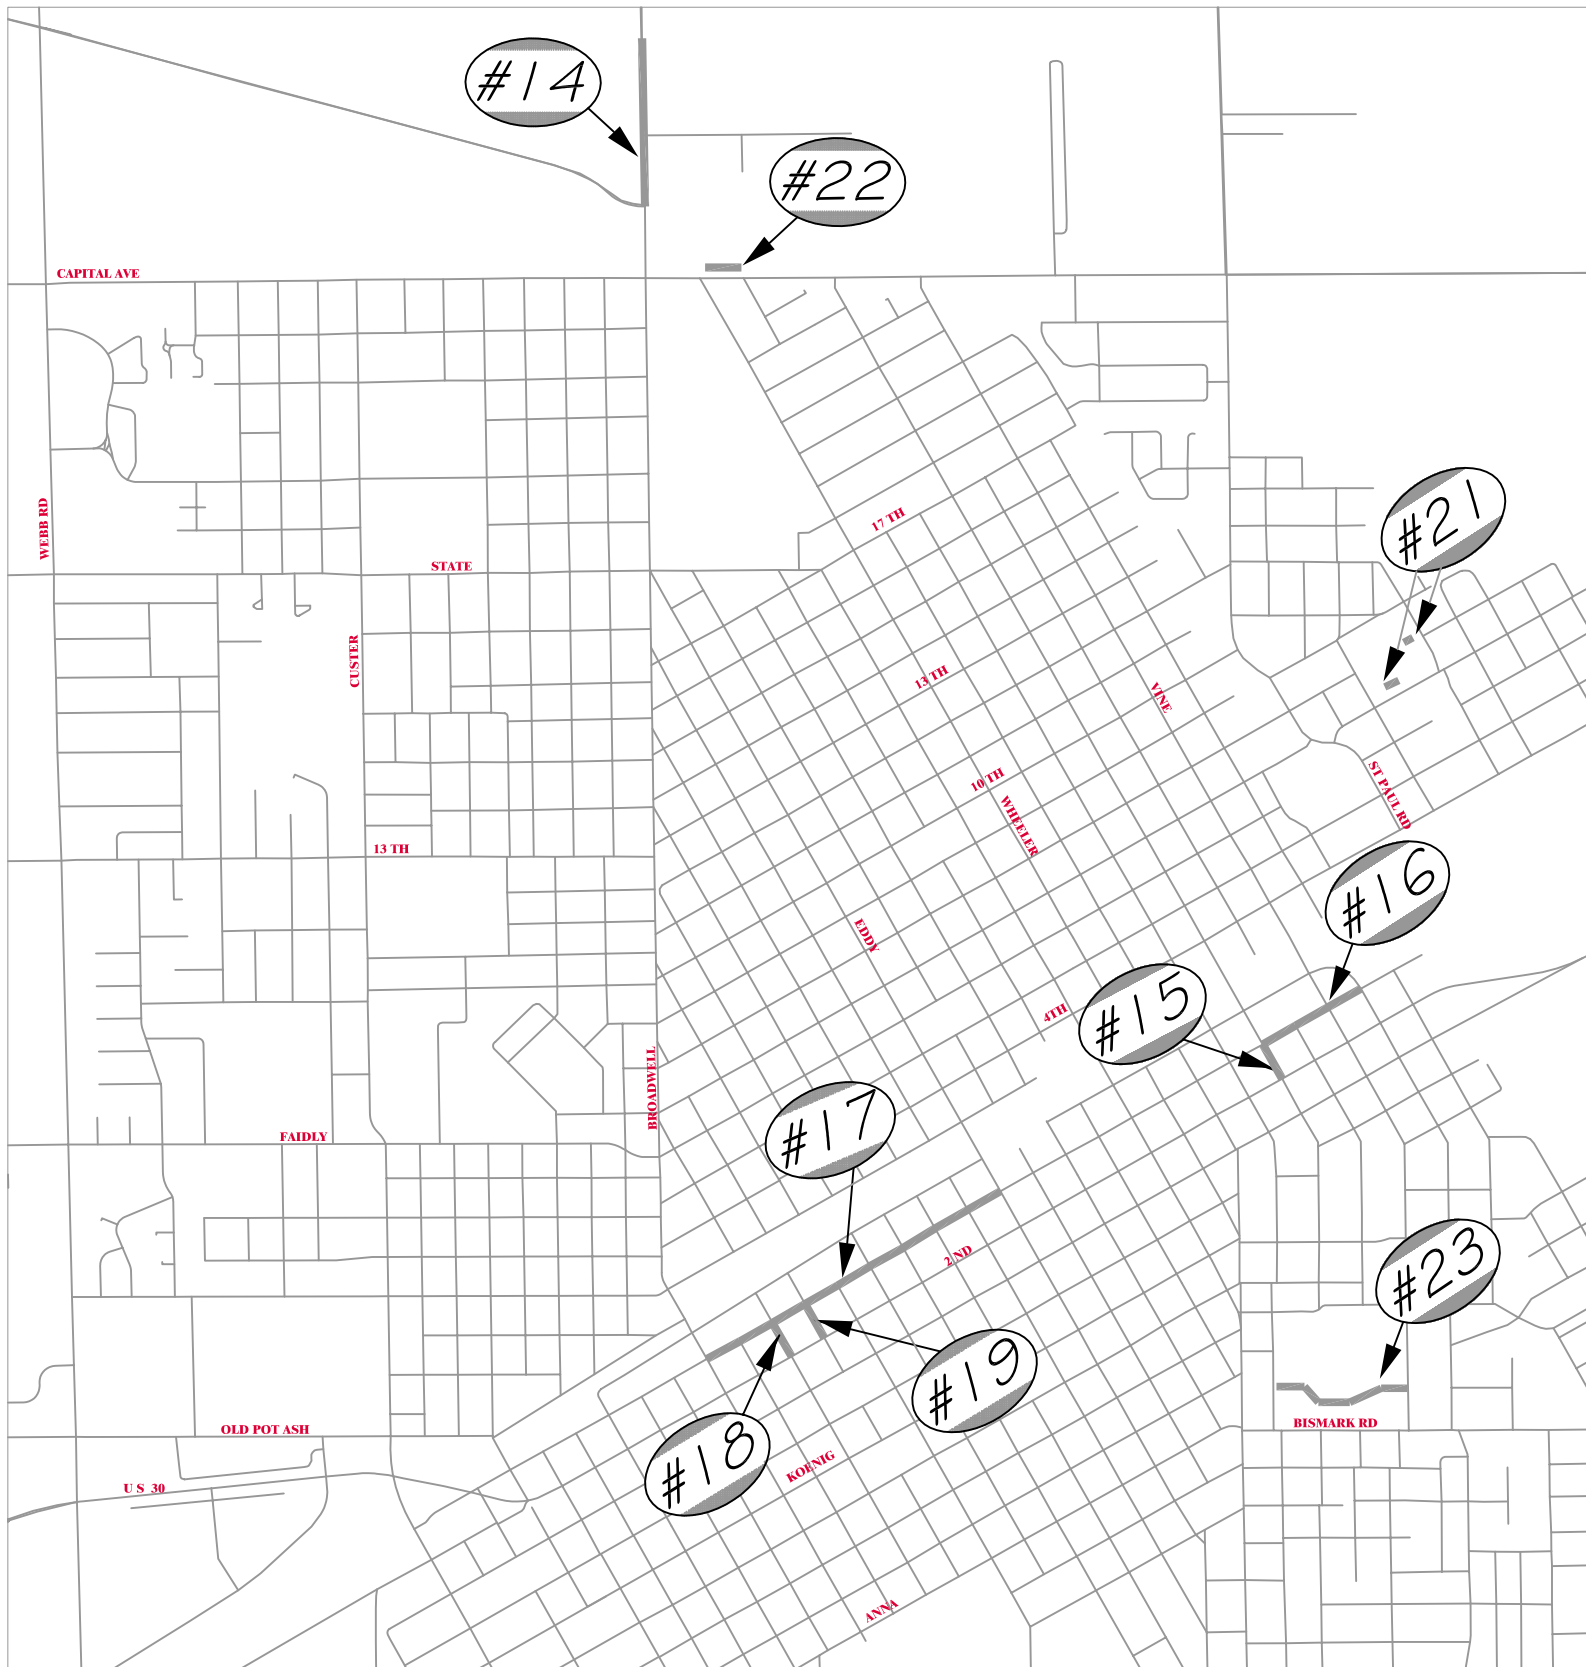 #14
#22
CAPITAL AVE
WEBB RD
17 TH
#21
STATE
CUSTER
13 TH
VINE
10 TH
ST PAUL RD
WHEELER
13 TH
#16
EDDY
#15
4TH
BROADWELL
#17
FAIDLY
2 ND
#23
#19
BISMARK RD
OLD POT ASH
#18
KOENIG
U S 30
ANNA